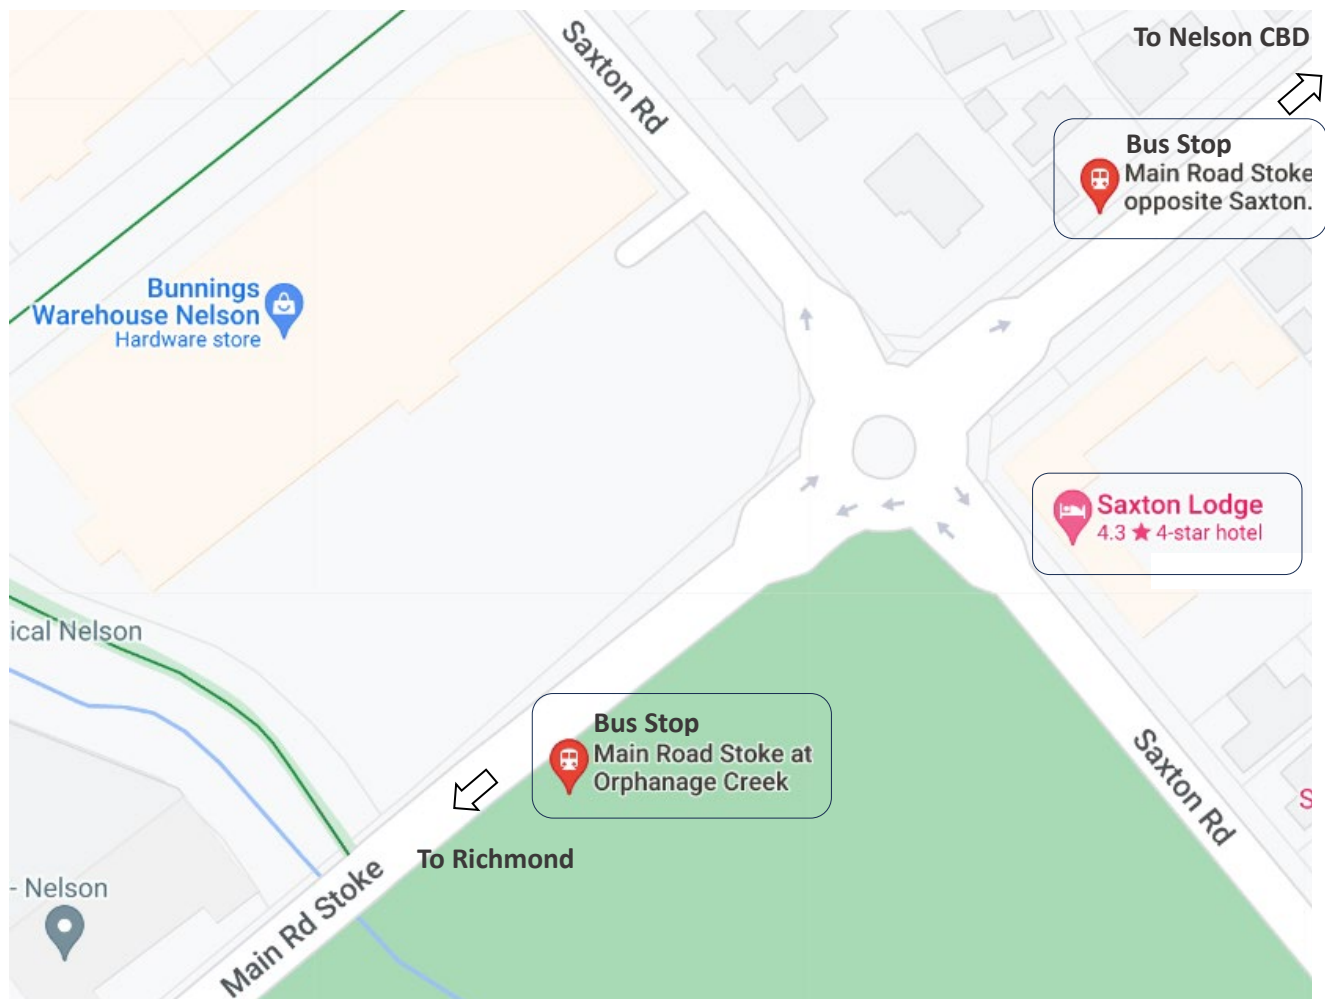 To Nelson CBD
Saxton Rd
Bus Stop
Main Road Stoke
opposite Saxton.
Bunnings
Warehouse Nelson
Hardware store
Saxton Lodge
4.3 ★ 4-star hotel
ical Nelson
Bus Stop
Main Road Stoke at
Orphanage Creek
Saxton Rd
S
To Richmond
- Nelson
Main Rd Stoke